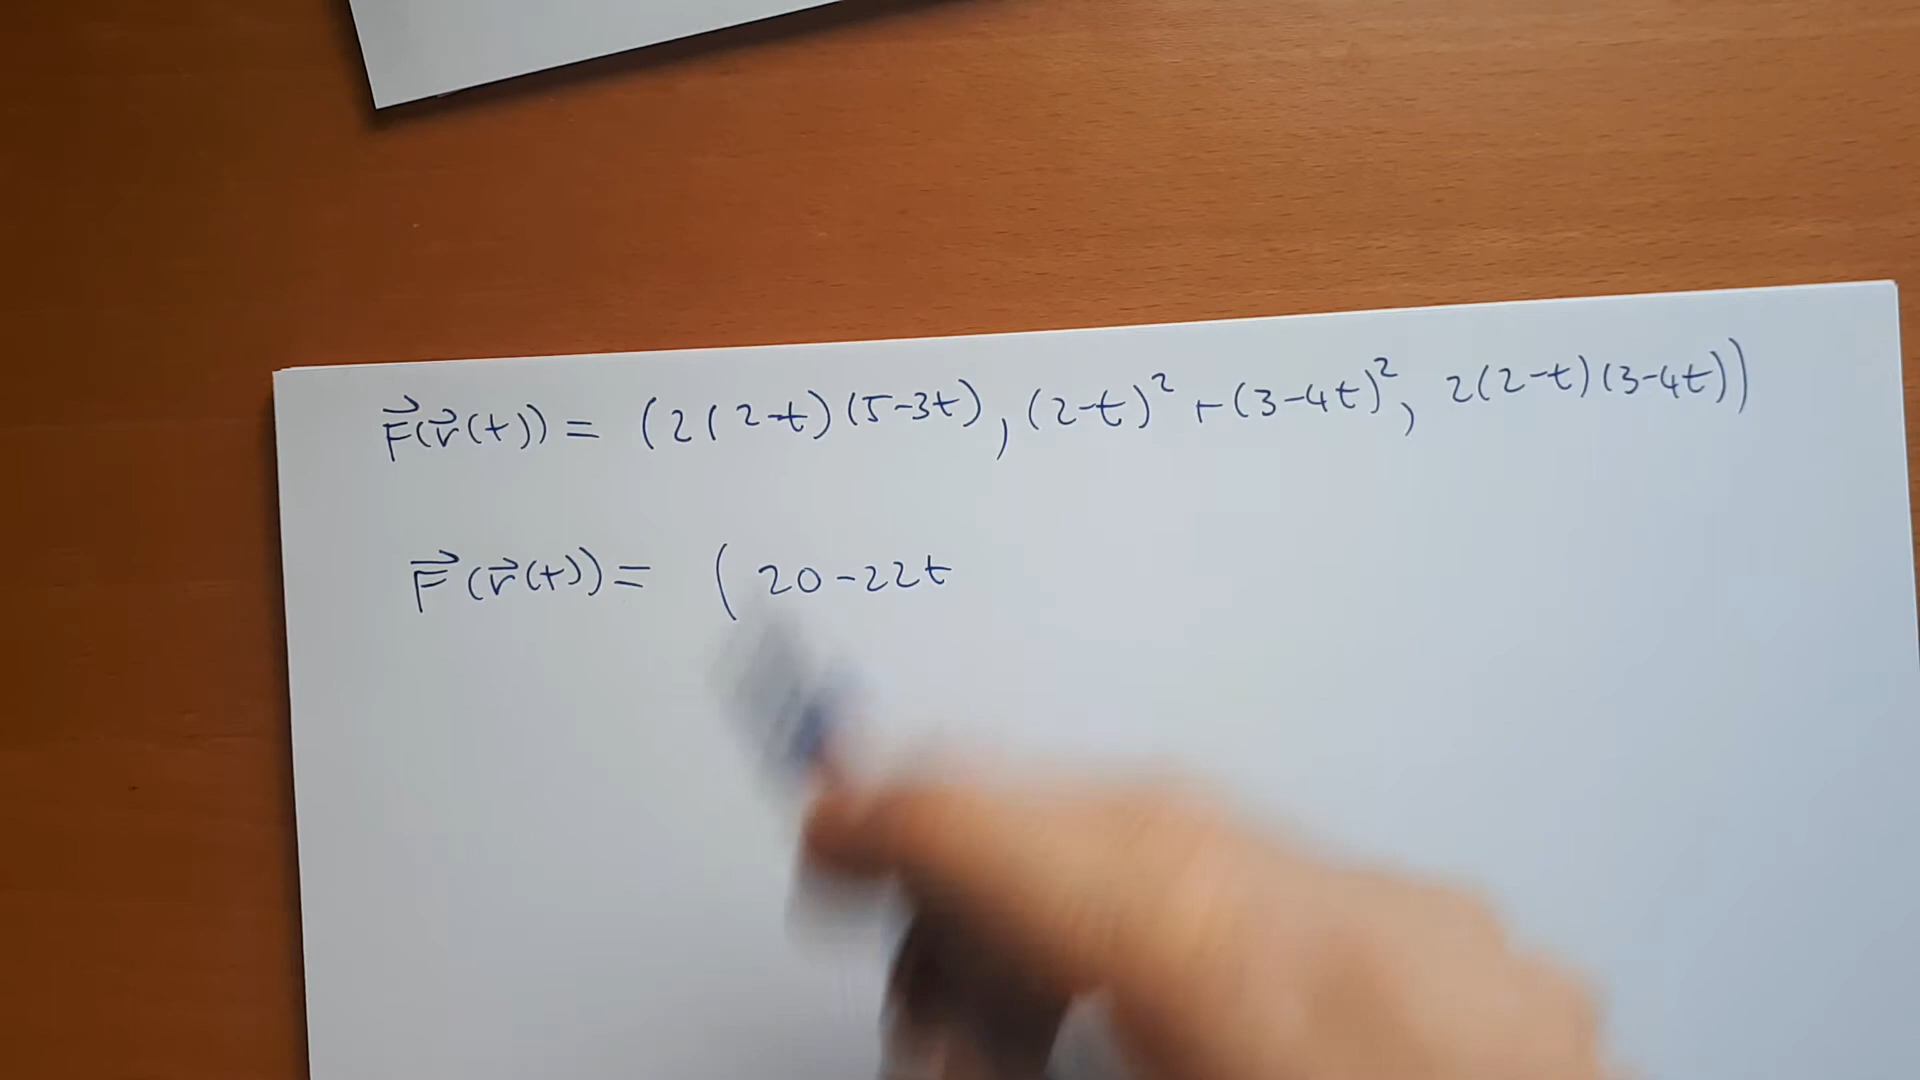 F⃗(r⃗(t)) = (2(2-t)(5-3t), (2-t)² + (3-4t)², 2(2-t)(3-4t))
F⃗(r⃗(t)) = (20-22t